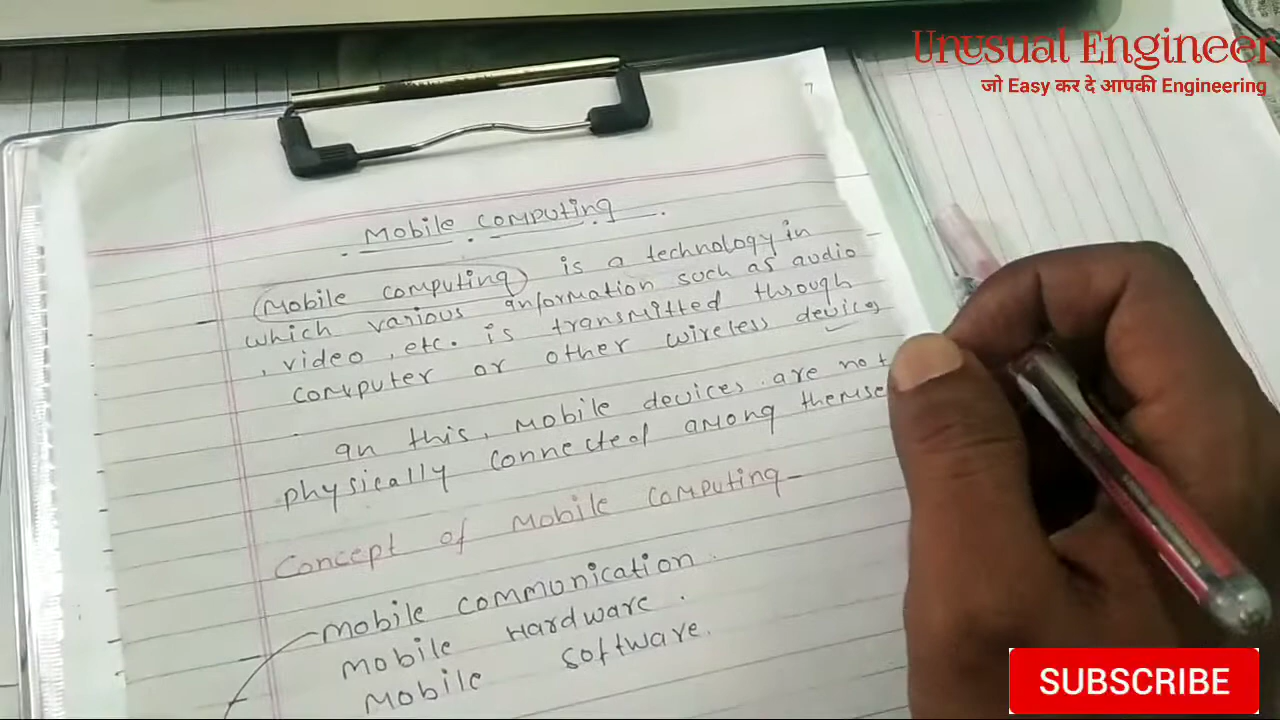 Unusual Engineer
जो Easy कर दे आपकी Engineering
7
Mobile Computing
Mobile computing is a technology in
which various information such as audio
, video, etc. is transmitted through
computer or other wireless devices
In this, mobile devices are not
physically connected among themse
Concept of Mobile Computing-
Mobile communication.
Mobile Hardware.
Mobile Software.
SUBSCRIBE